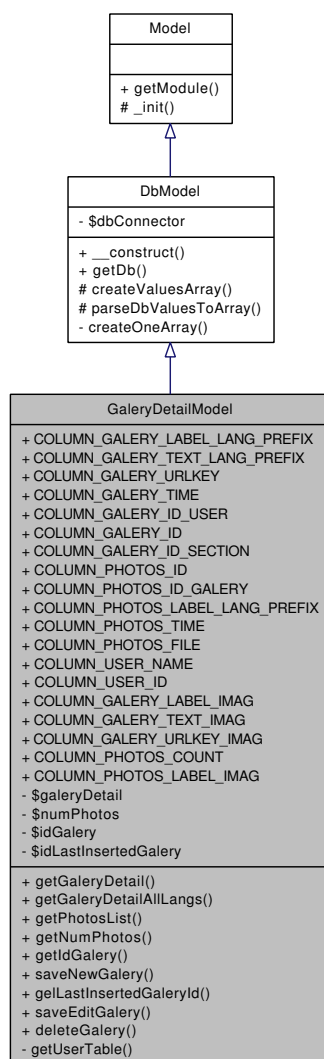 Model
+ getModule()
# _init()
DbModel
- $dbConnector
+ __construct()
+ getDb()
# createValuesArray()
# parseDbValuesToArray()
- createOneArray()
GaleryDetailModel
+ COLUMN_GALERY_LABEL_LANG_PREFIX
+ COLUMN_GALERY_TEXT_LANG_PREFIX
+ COLUMN_GALERY_URLKEY
+ COLUMN_GALERY_TIME
+ COLUMN_GALERY_ID_USER
+ COLUMN_GALERY_ID
+ COLUMN_GALERY_ID_SECTION
+ COLUMN_PHOTOS_ID
+ COLUMN_PHOTOS_ID_GALERY
+ COLUMN_PHOTOS_LABEL_LANG_PREFIX
+ COLUMN_PHOTOS_TIME
+ COLUMN_PHOTOS_FILE
+ COLUMN_USER_NAME
+ COLUMN_USER_ID
+ COLUMN_GALERY_LABEL_IMAG
+ COLUMN_GALERY_TEXT_IMAG
+ COLUMN_GALERY_URLKEY_IMAG
+ COLUMN_PHOTOS_COUNT
+ COLUMN_PHOTOS_LABEL_IMAG
- $galeryDetail
- $numPhotos
- $idGalery
- $idLastInsertedGalery
+ getGaleryDetail()
+ getGaleryDetailAllLangs()
+ getPhotosList()
+ getNumPhotos()
+ getIdGalery()
+ saveNewGalery()
+ gelLastInsertedGaleryId()
+ saveEditGalery()
+ deleteGalery()
- getUserTable()